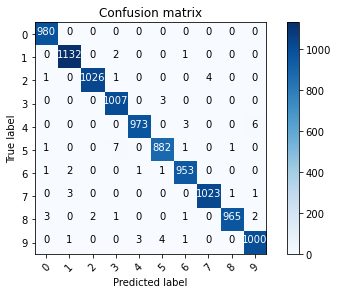 Confusion matrix
0 980 0 0 0 0 0 0 0 0 0
1 0 1132 0 2 0 0 1 0 0 0
2 1 0 1026 1 0 0 0 4 0 0
3 0 0 0 1007 0 3 0 0 0 0
4 0 0 0 0 973 0 3 0 0 6
5 1 0 0 7 0 882 1 0 1 0
6 1 2 0 0 1 1 953 0 0 0
7 0 3 0 0 0 0 0 1023 1 1
8 3 0 2 1 0 0 1 0 965 2
9 0 1 0 0 3 4 1 0 0 1000
0 1 2 3 4 5 6 7 8 9
True label
Predicted label
1000
800
600
400
200
0